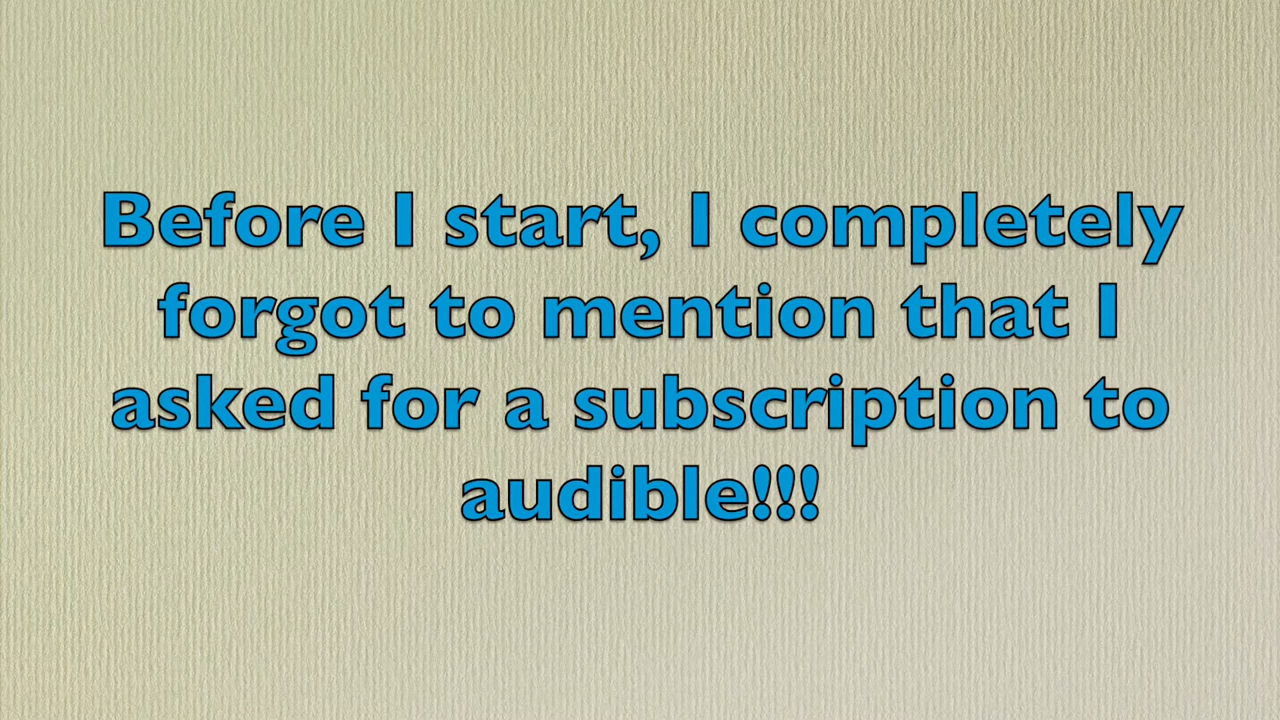 Before I start, I completely
forgot to mention that I
asked for a subscription to
audible!!!